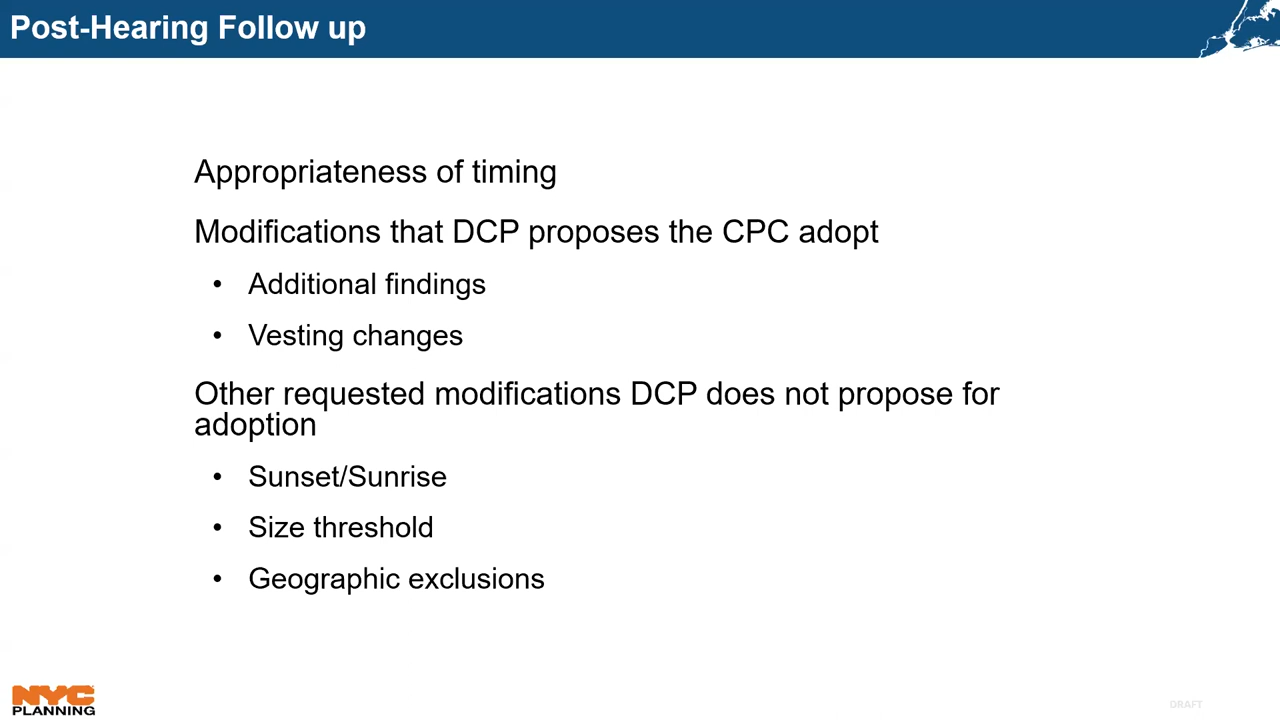 Post-Hearing Follow up
Appropriateness of timing
Modifications that DCP proposes the CPC adopt
• Additional findings
• Vesting changes
Other requested modifications DCP does not propose for
adoption
• Sunset/Sunrise
• Size threshold
• Geographic exclusions
NYC
PLANNING
DRAFT